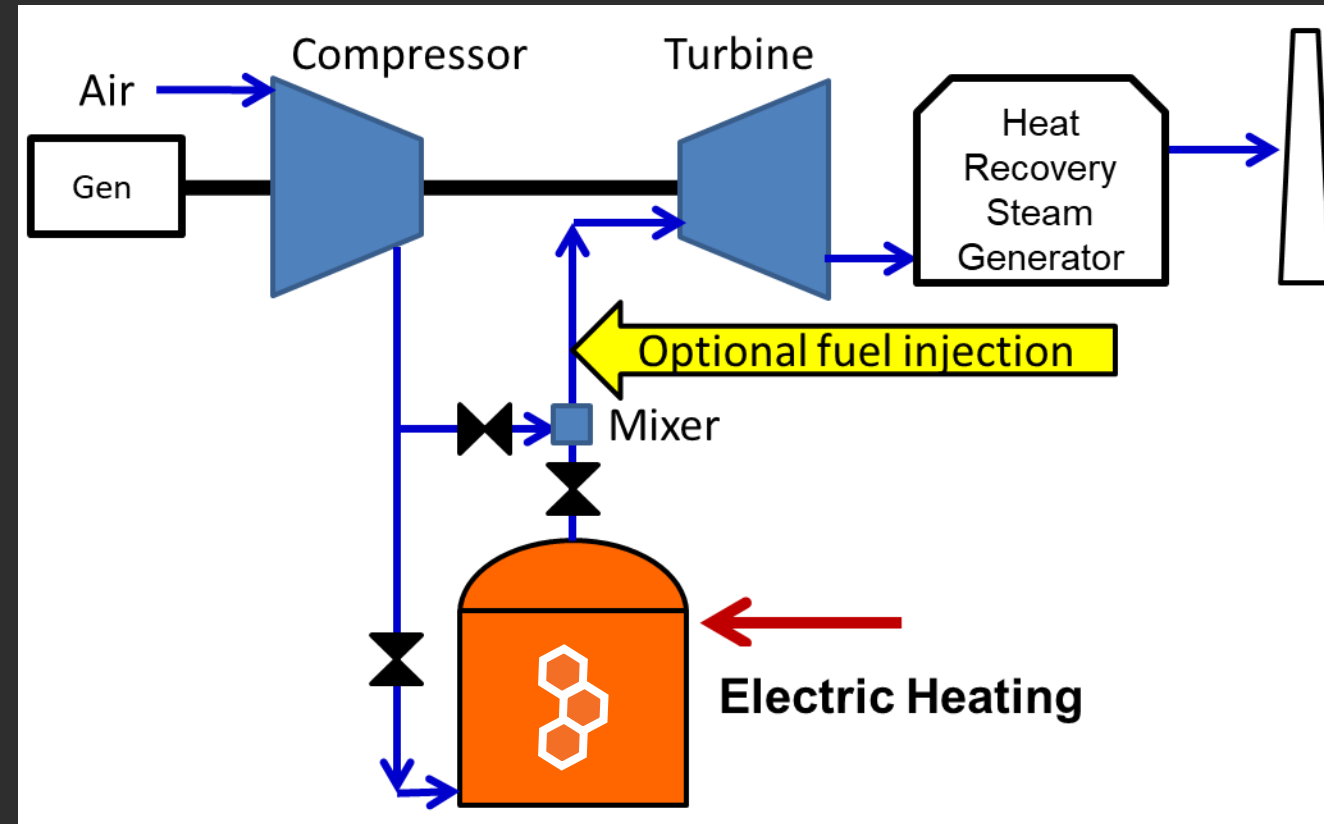 Compressor
Turbine
Air
Gen
Heat
Recovery
Steam
Generator
Optional fuel injection
Mixer
Electric Heating